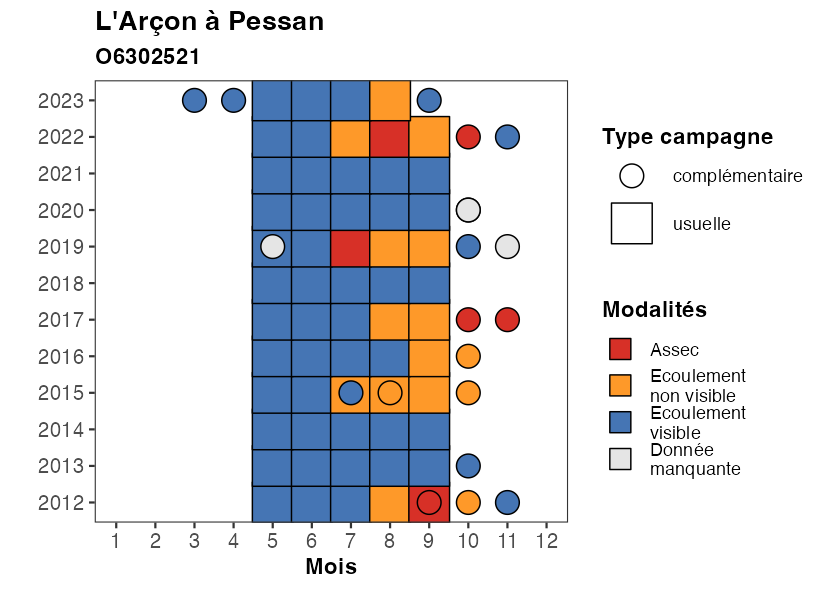 L'Arçon à Pessan
O6302521
2023
2022
2021
2020
2019
2018
2017
2016
2015
2014
2013
2012
1 2 3 4 5 6 7 8 9 10 11 12
Mois
Type campagne
complémentaire
usuelle
Modalités
Assec
Ecoulement
non visible
Ecoulement
visible
Donnée
manquante